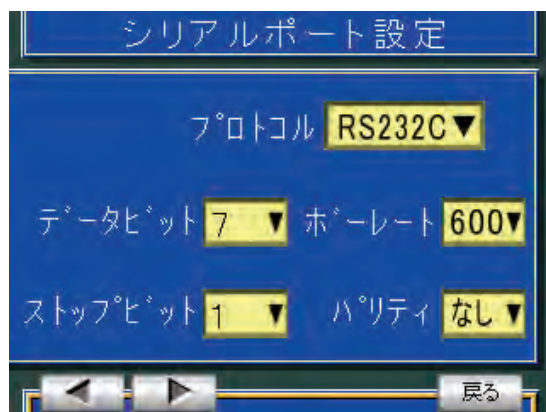 シリアルポート設定
プロトコル RS232C▼
データビット 7 ▼ ボーレート 600▼
ストップビット 1 ▼ パリティ なし▼
◀ ▶ 戻る